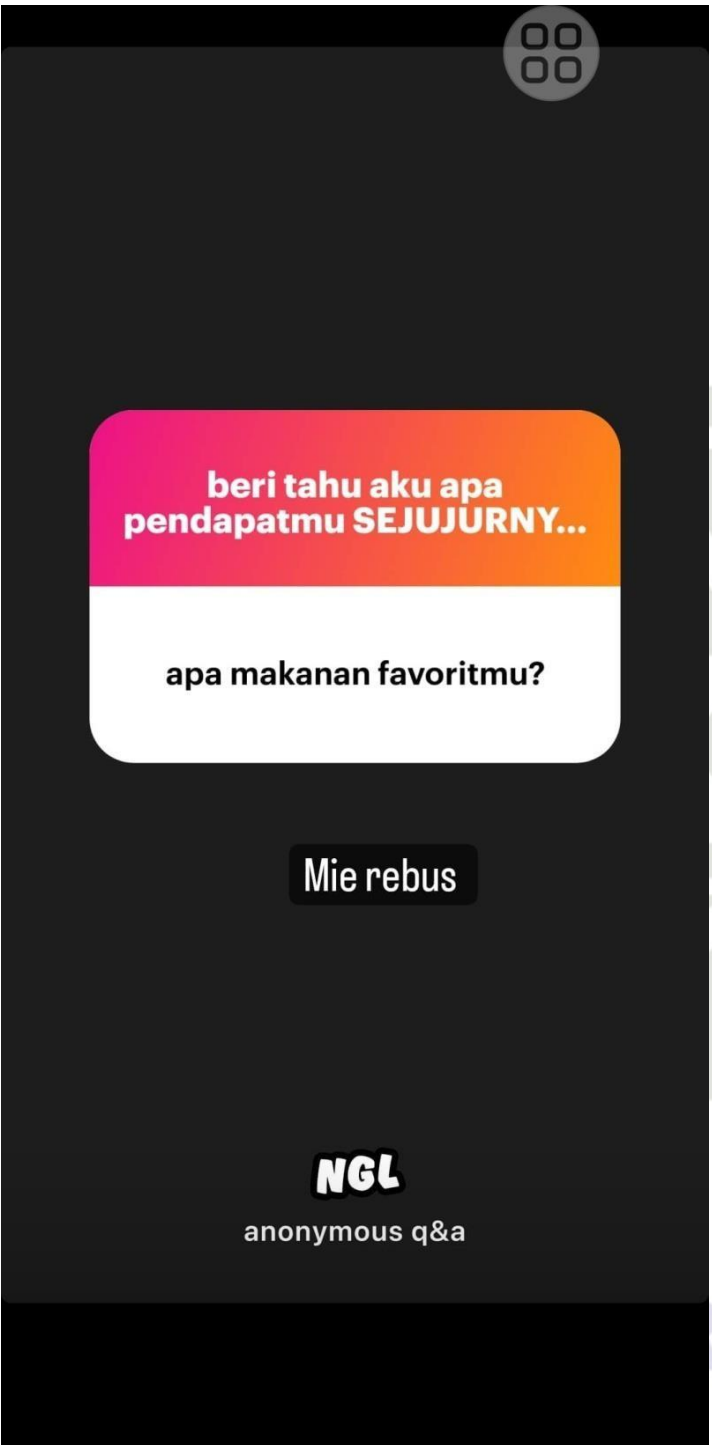 beri tahu aku apa
pendapatmu SEJUJURNY...
apa makanan favoritmu?
Mie rebus
NGL
anonymous q&a